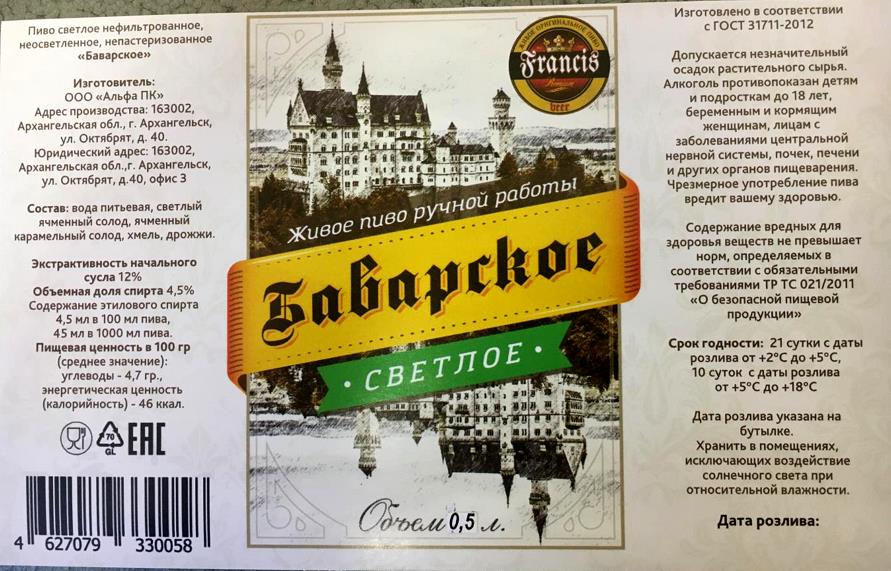 Пиво светлое нефильтрованное,
неосветленное, непастеризованное
«Баварское»
Изготовитель:
ООО «Альфа ПК»
Адрес производства: 163002,
Архангельская обл., г. Архангельск,
ул. Октябрят, д. 40.
Юридический адрес: 163002,
Архангельская обл.,г. Архангельск,
ул. Октябрят, д.40, офис 3
Состав: вода питьевая, светлый
ячменный солод, ячменный
карамельный солод, хмель, дрожжи.
Экстрактивность начального
сусла 12%
Объемная доля спирта 4,5%
Содержание этилового спирта
4,5 мл в 100 мл пива,
45 мл в 1000 мл пива.
Пищевая ценность в 100 гр
(среднее значение):
углеводы - 4,7 гр.,
энергетическая ценность
(калорийность) - 46 ккал.
70
GL
EAC
4 627079 330058
ЖИВОЕ ОРИГИНАЛЬНОЕ ПИВО
Francis
Premium
beer
Живое пиво ручной работы
Баварское
СВЕТЛОЕ
Объем 0,5 л.
Изготовлено в соответствии
с ГОСТ 31711-2012
Допускается незначительный
осадок растительного сырья.
Алкоголь противопоказан детям
и подросткам до 18 лет,
беременным и кормящим
женщинам, лицам с
заболеваниями центральной
нервной системы, почек, печени
и других органов пищеварения.
Чрезмерное употребление пива
вредит вашему здоровью.
Содержание вредных для
здоровья веществ не превышает
норм, определяемых в
соответствии с обязательными
требованиями ТР ТС 021/2011
«О безопасной пищевой
продукции»
Срок годности: 21 сутки с даты
розлива от +2°С до +5°С,
10 суток с даты розлива
от +5°С до +18°С
Дата розлива указана на
бутылке.
Хранить в помещениях,
исключающих воздействие
солнечного света при
относительной влажности.
Дата розлива: